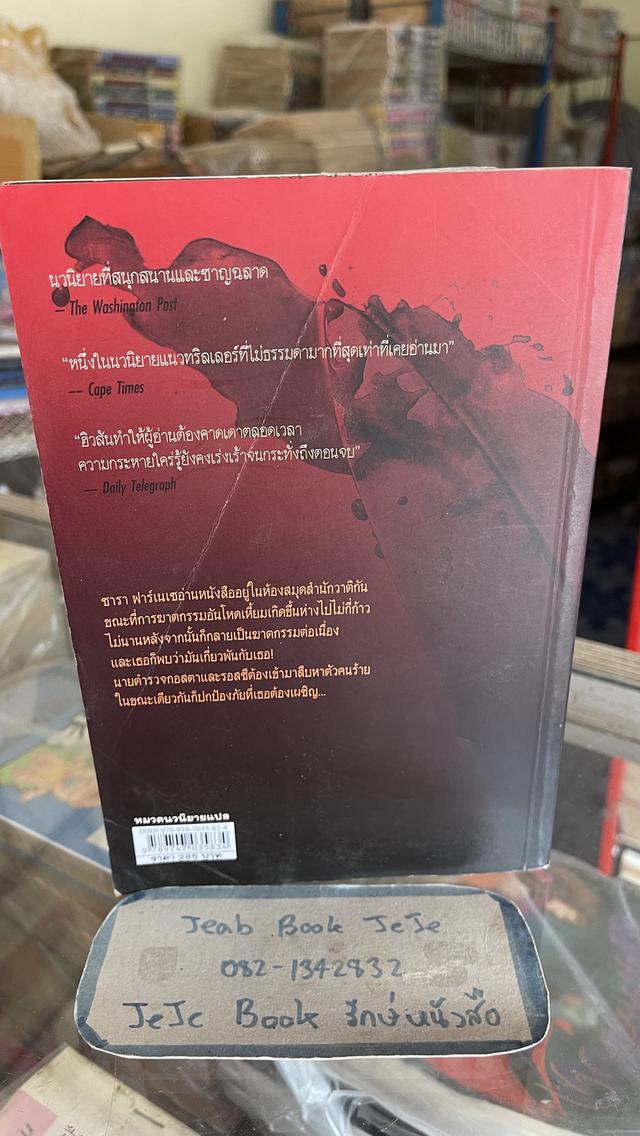 นวนิยายที่สนุกสนานและชาญฉลาด
— The Washington Post
“หนึ่งในนวนิยายแนวทริลเลอร์ที่ไม่ธรรมดามากที่สุดเท่าที่เคยอ่านมา”
— Cape Times
“ฮิวสันทำให้ผู้อ่านต้องคาดเดาตลอดเวลา
ความกระหายใคร่รู้ยังคงเร่งเร้าจนกระทั่งถึงตอนจบ”
— Daily Telegraph
ซารา ฟาร์เนเซอ่านหนังสืออยู่ในห้องสมุดสำนักวาติกัน
ขณะที่การฆาตกรรมอันโหดเหี้ยมเกิดขึ้นห่างไปไม่กี่ก้าว
ไม่นานหลังจากนั้นก็กลายเป็นฆาตกรรมต่อเนื่อง
และเธอก็พบว่ามันเกี่ยวพันกับเธอ!
นายตำรวจกอสตาและรอสซีต้องเข้ามาสืบหาตัวคนร้าย
ในขณะเดียวกันก็ปกป้องภัยที่เธอต้องเผชิญ...
หมวดนวนิยายแปล
ISBN 978-974-7035-83-4
9789747035834
ราคา 285 บาท
Jeab Book JeJe
082-1342832
JeJe Book รักษ์หนังสือ